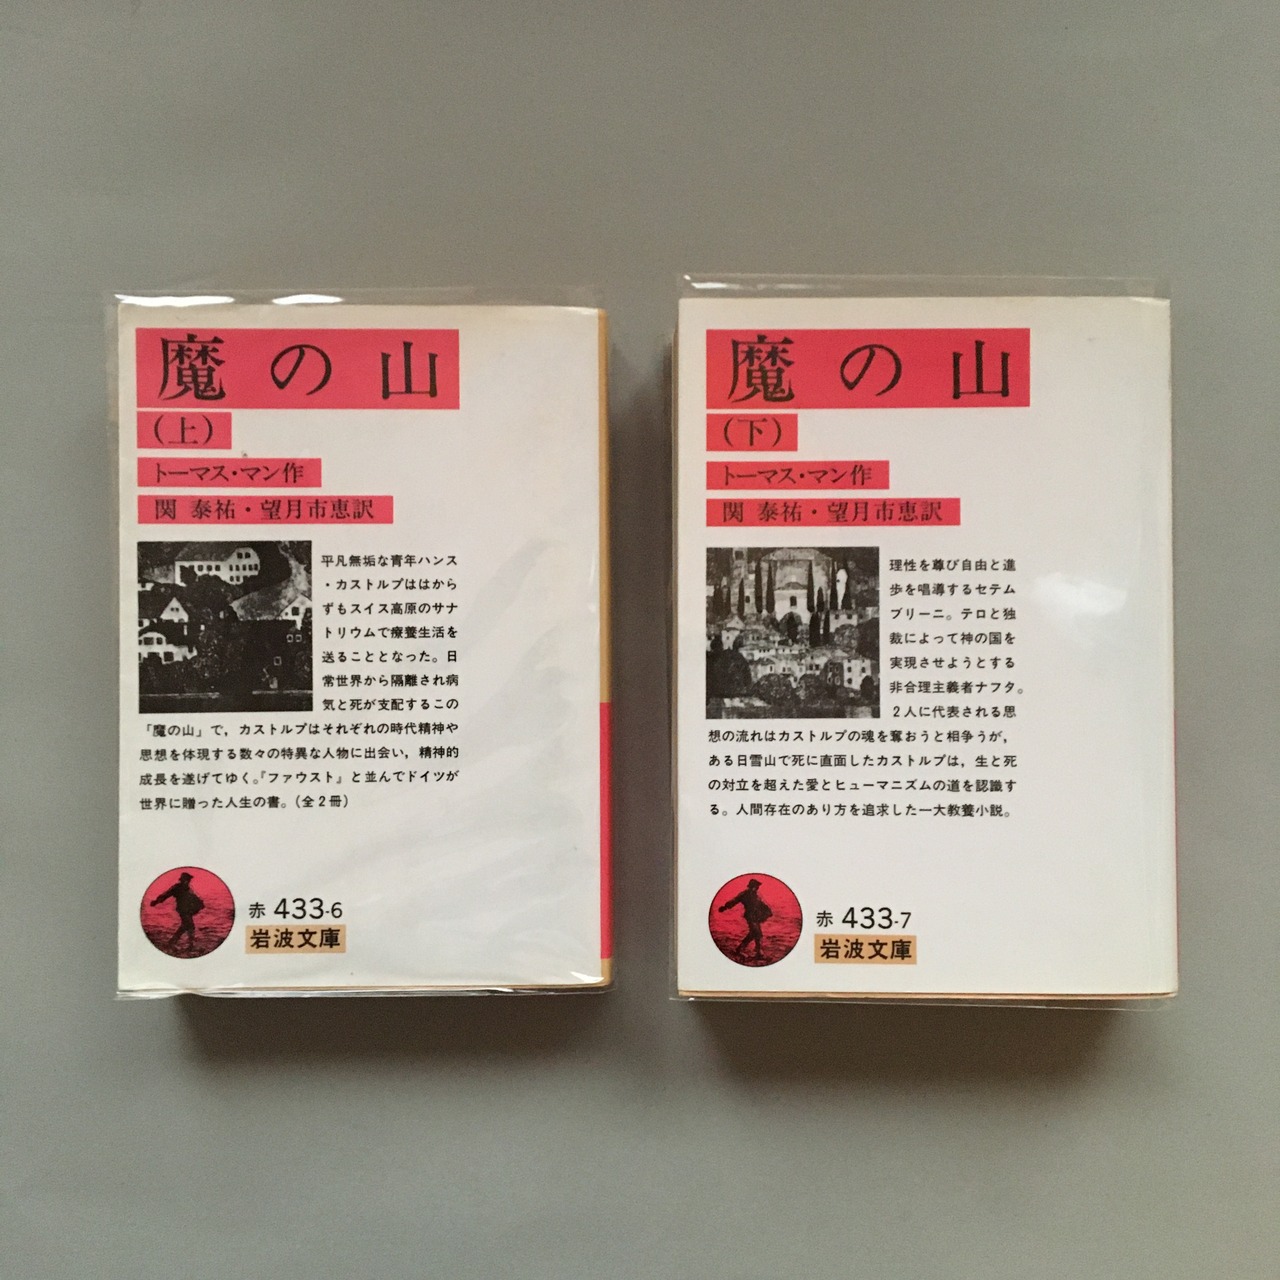 魔の山
（上）
トーマス・マン作
関 泰祐・望月市恵訳
平凡無垢な青年ハンス
・カストルプははから
ずもスイス高原のサナ
トリウムで療養生活を
送ることとなった。日
常世界から隔離され病
気と死が支配するこの
「魔の山」で，カストルプはそれぞれの時代精神や
思想を体現する数々の特異な人物に出会い，精神的
成長を遂げてゆく。『ファウスト』と並んでドイツが
世界に贈った人生の書。（全2冊）
赤 433-6
岩波文庫
魔の山
（下）
トーマス・マン作
関 泰祐・望月市恵訳
理性を尊び自由と進
歩を唱導するセテム
ブリーニ。テロと独
裁によって神の国を
実現させようとする
非合理主義者ナフタ。
2人に代表される思
想の流れはカストルプの魂を奪おうと相争うが，
ある日雪山で死に直面したカストルプは，生と死
の対立を超えた愛とヒューマニズムの道を認識す
る。人間存在のあり方を追求した一大教養小説。
赤 433-7
岩波文庫